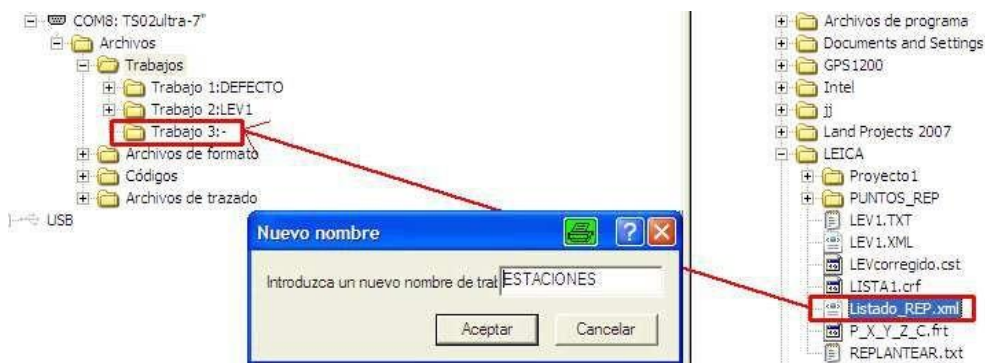 COM8: TS02ultra-7"
Archivos
Trabajos
Trabajo 1:DEFECTO
Trabajo 2:LEV1
Trabajo 3:-
Archivos de formato
Códigos
Archivos de trazado
USB
Nuevo nombre
Introduzca un nuevo nombre de trab
ESTACIONES
Aceptar
Cancelar
Archivos de programa
Documents and Settings
GPS1200
Intel
jj
Land Projects 2007
LEICA
Proyecto1
PUNTOS_REP
LEV1.TXT
LEV1.XML
LEVcorregido.cst
LISTA1.crf
Listado_REP.xml
P_X_Y_Z_C.frt
REPLANTEAR.txt